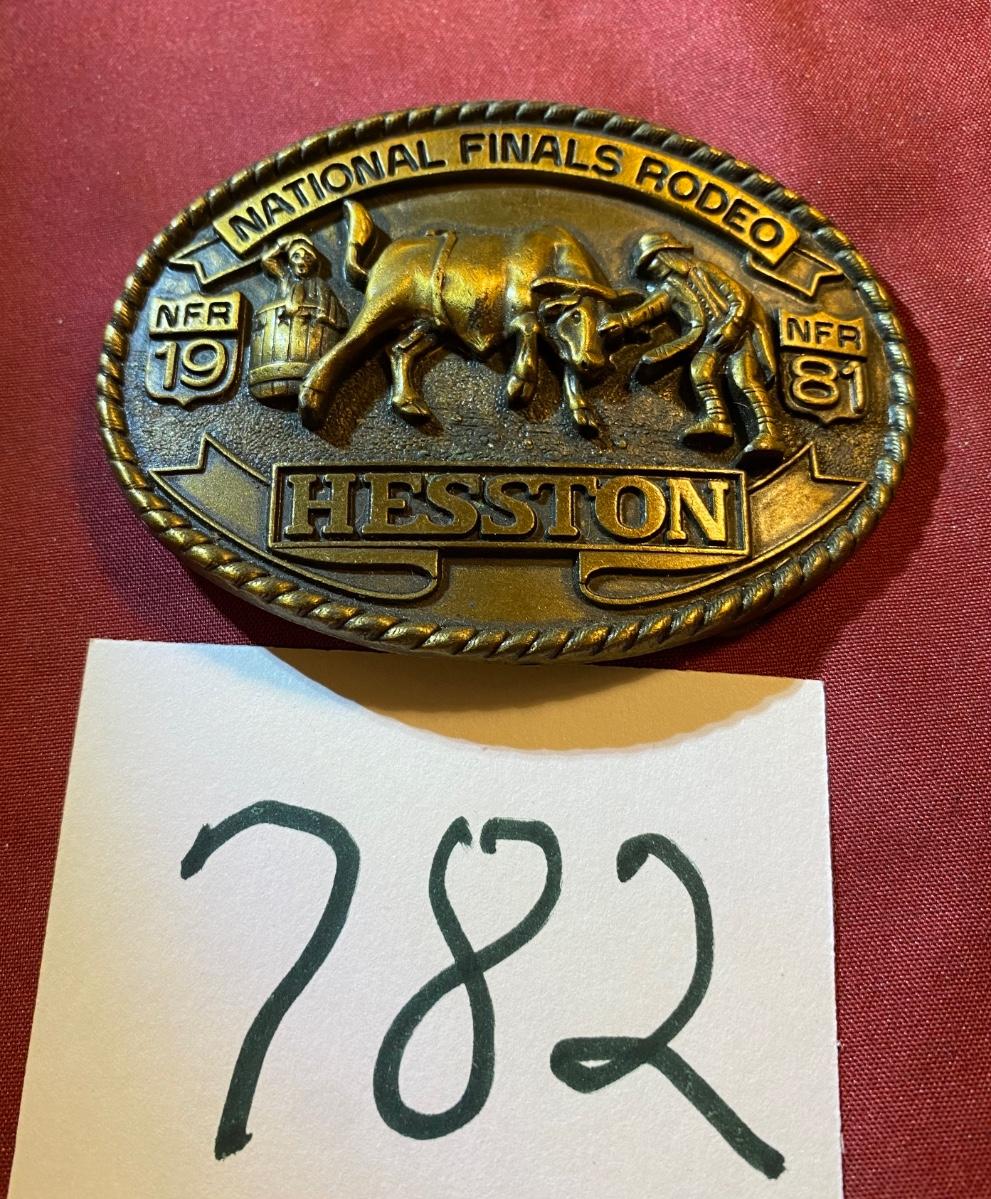 NATIONAL FINALS RODEO
NFR
19
NFR
81
HESSTON
782